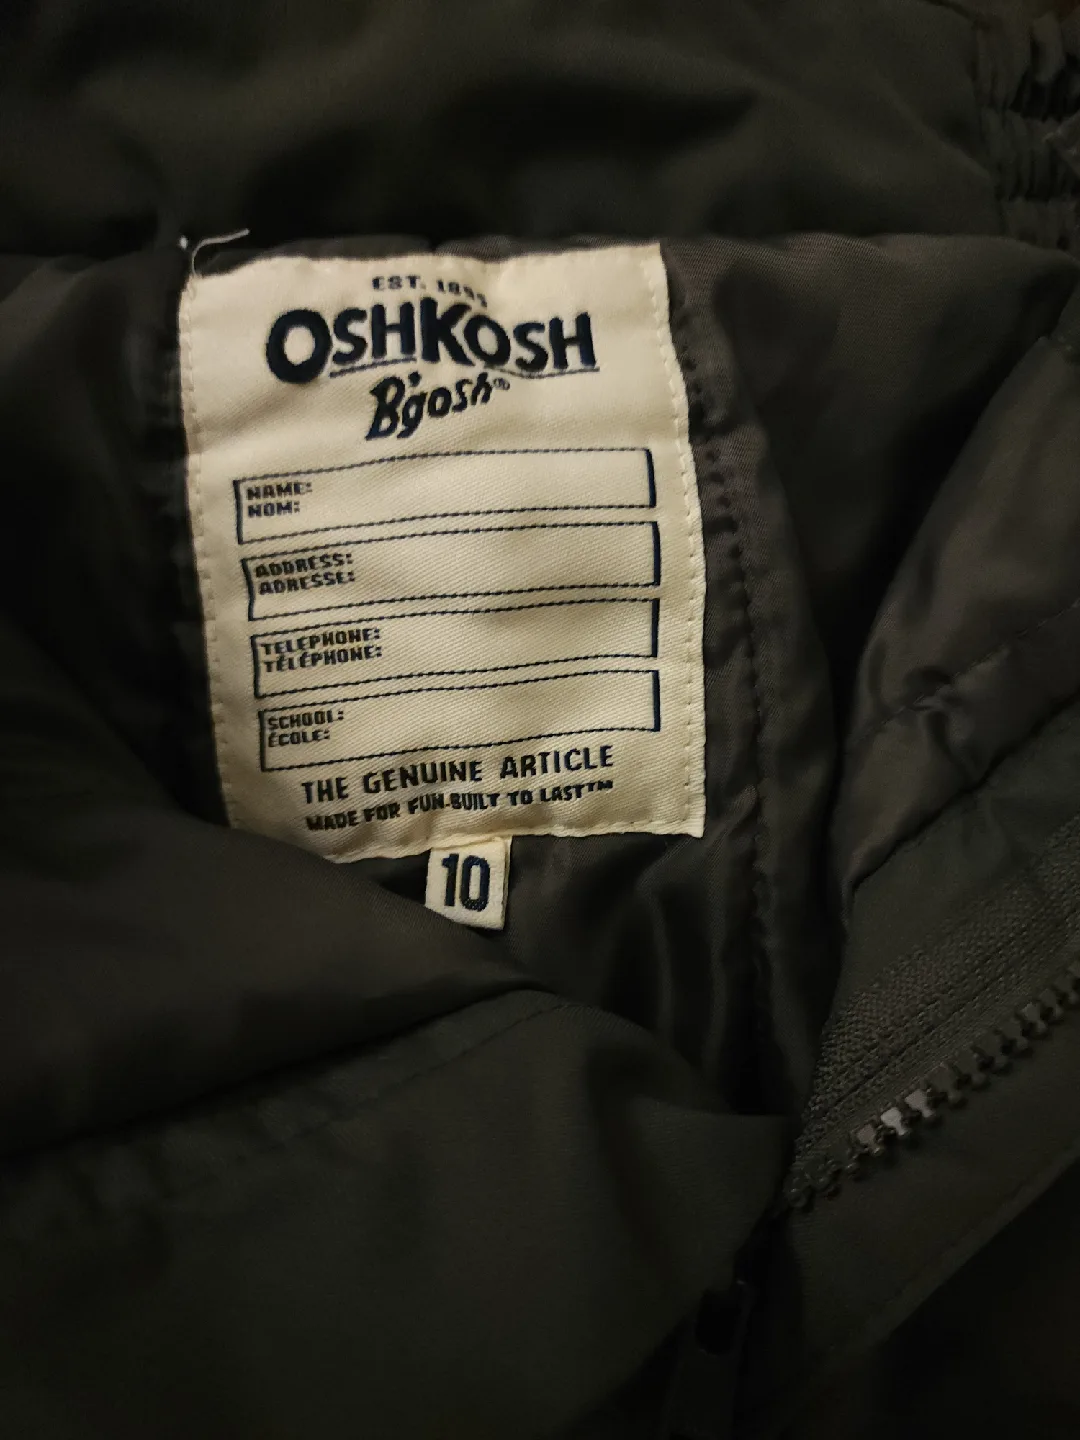 EST. 1895
OSHKOSH
B'gosh®
NAME:
NOM:
ADDRESS:
ADRESSE:
TELEPHONE:
TÉLÉPHONE:
SCHOOL:
ÉCOLE:
THE GENUINE ARTICLE
MADE FOR FUN-BUILT TO LAST™
10